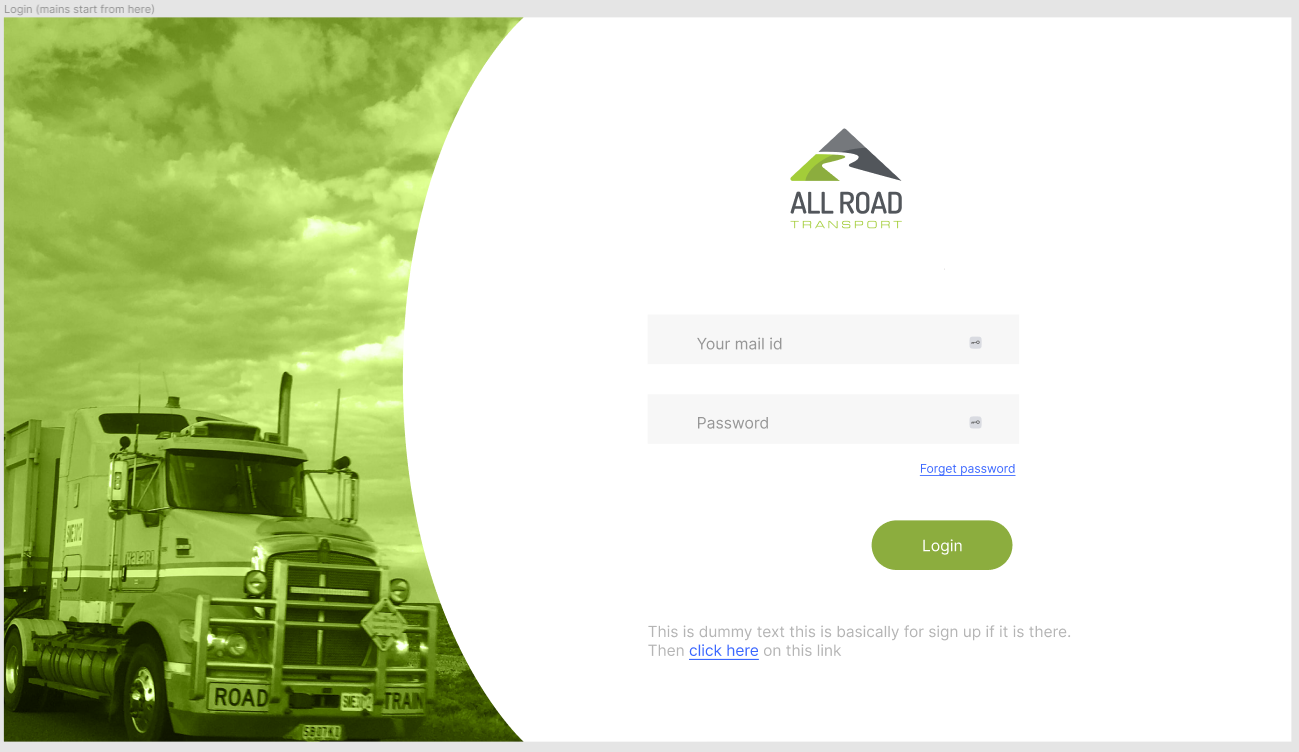 Login (mains start from here)
ALL ROAD
TRANSPORT
Your mail id
Password
Forget password
Login
This is dummy text this is basically for sign up if it is there.
Then click here on this link
KALARI
ROAD
TRAIN